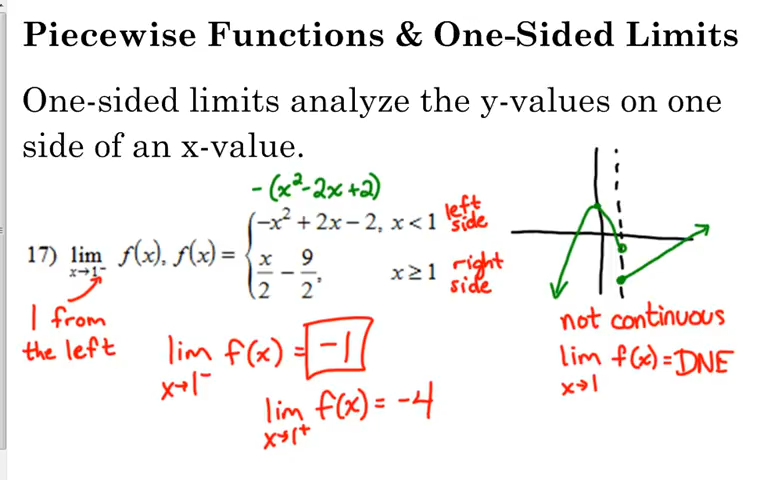 Piecewise Functions & One-Sided Limits
One-sided limits analyze the y-values on one
side of an x-value.
-(x²-2x+2)
17) lim x→1⁻ f(x), f(x) = { -x² + 2x - 2, x < 1 left side
x/2 - 9/2, x ≥ 1 right side
1 from
the left
lim x→1⁻ f(x) = -1
lim x→1⁺ f(x) = -4
not continuous
lim x→1 f(x) = DNE